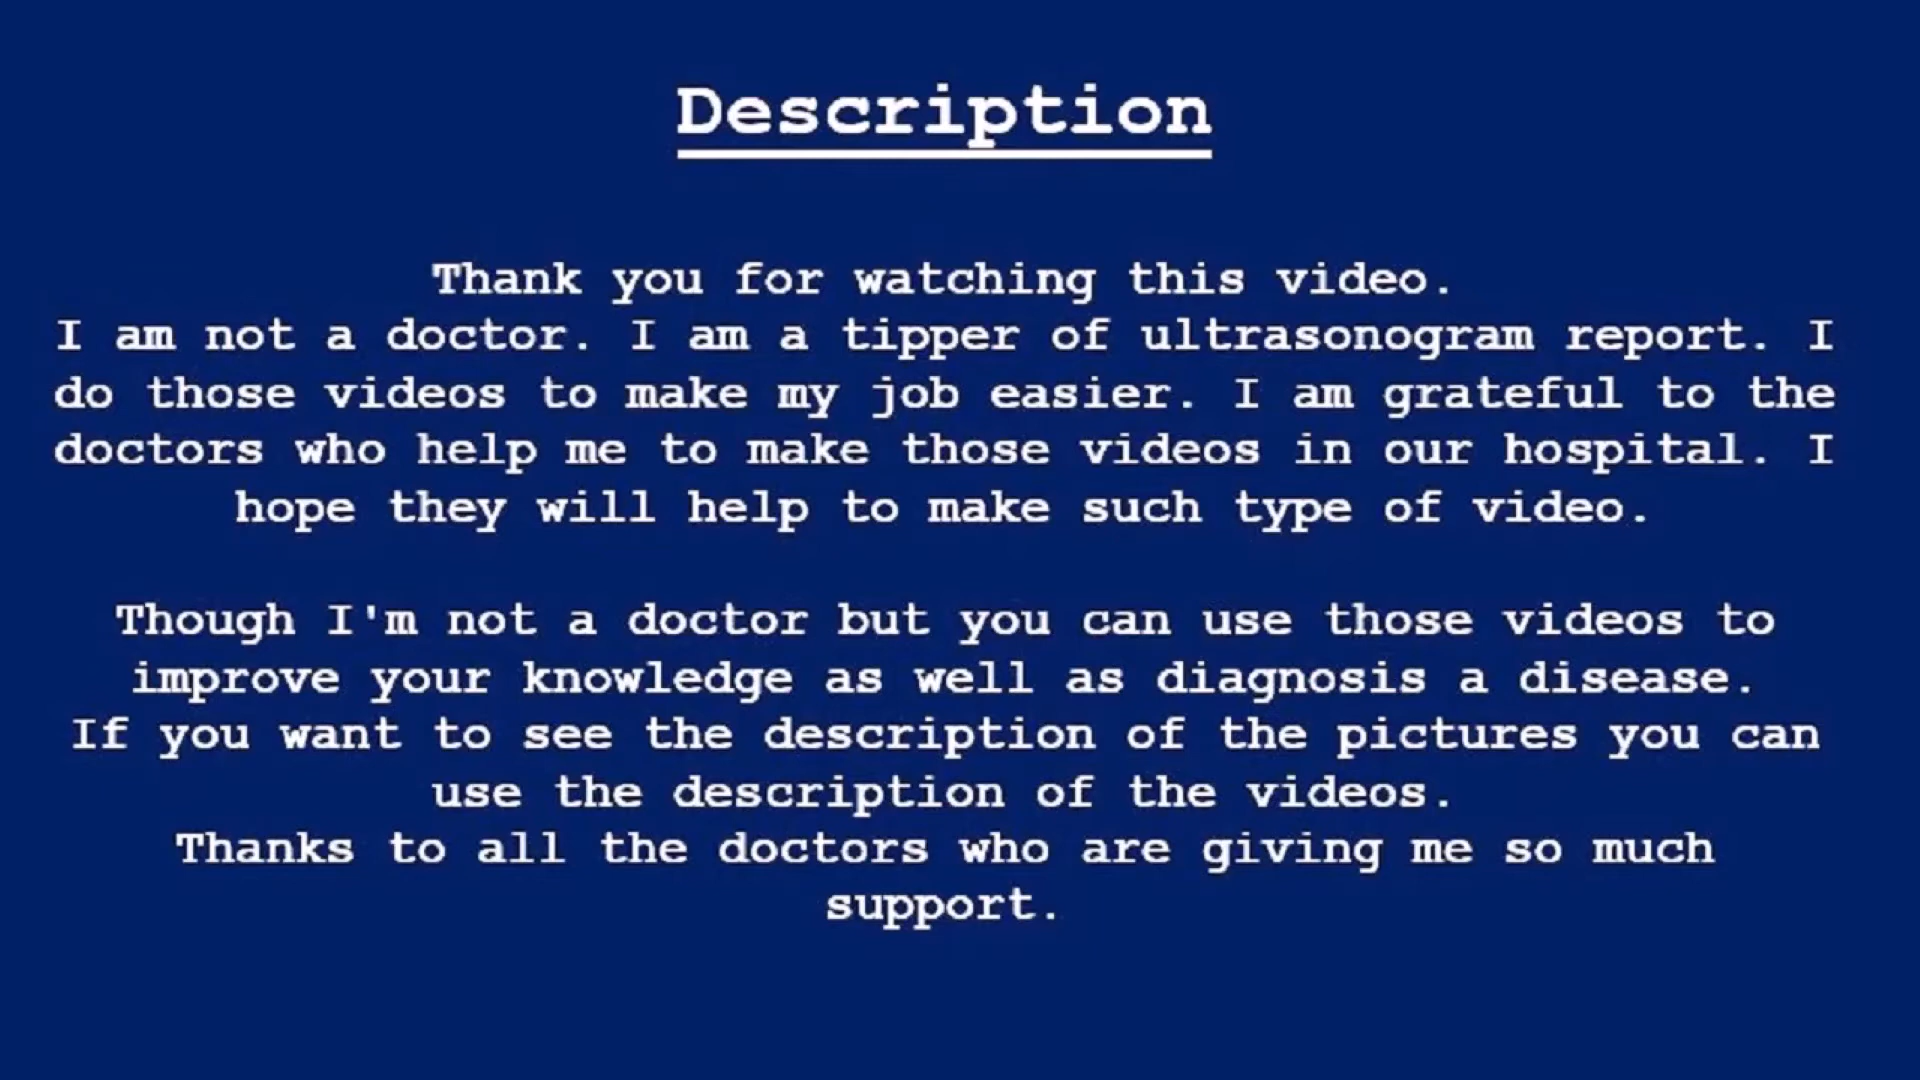 Description
Thank you for watching this video.
I am not a doctor. I am a tipper of ultrasonogram report. I
do those videos to make my job easier. I am grateful to the
doctors who help me to make those videos in our hospital. I
hope they will help to make such type of video.
Though I'm not a doctor but you can use those videos to
improve your knowledge as well as diagnosis a disease.
If you want to see the description of the pictures you can
use the description of the videos.
Thanks to all the doctors who are giving me so much
support.